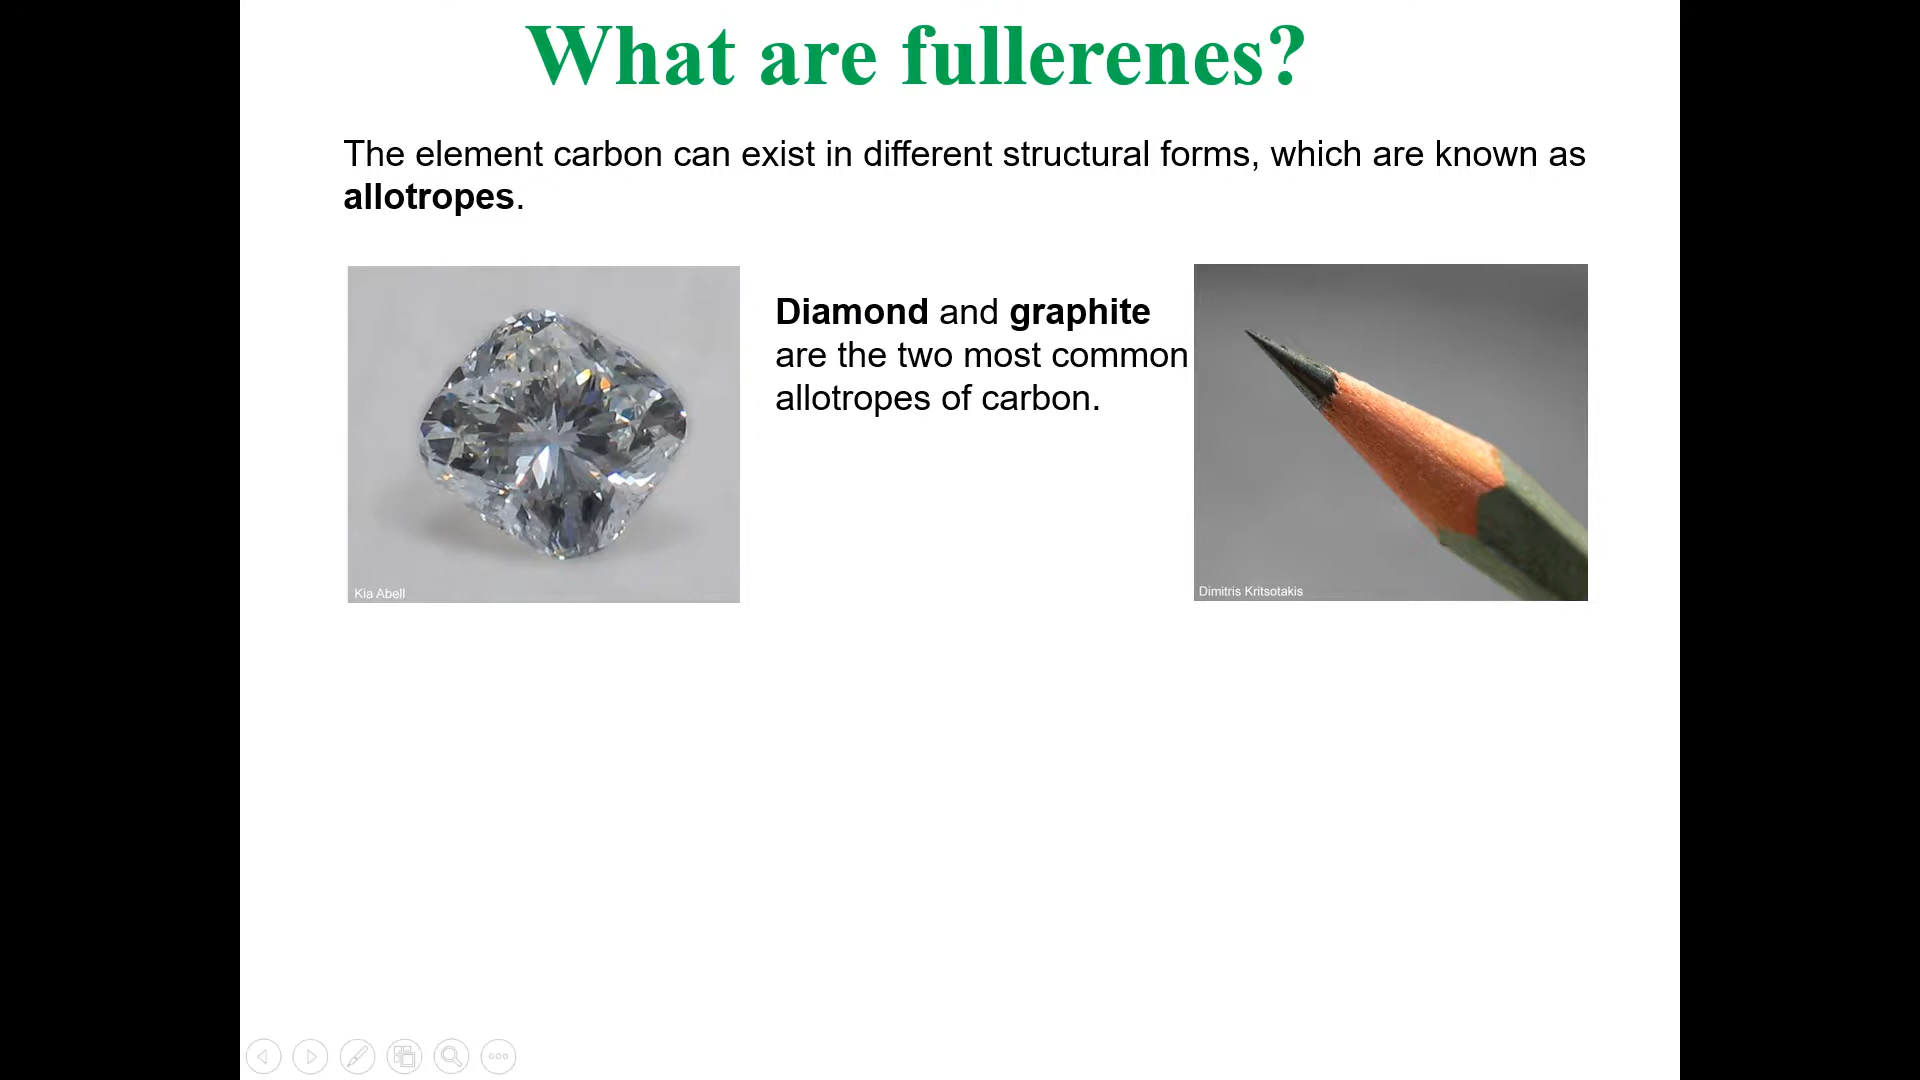 What are fullerenes?
The element carbon can exist in different structural forms, which are known as
allotropes.
Diamond and graphite
are the two most common
allotropes of carbon.
Kia Abell
Dimitris Kritsotakis